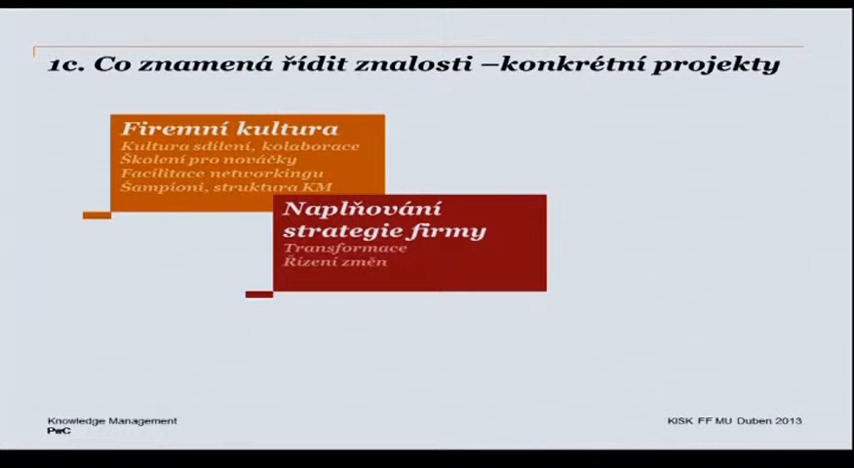 1c. Co znamená řídit znalosti –konkrétní projekty
Firemní kultura
Kultura sdílení, kolaborace
Školení pro nováčky
Facilitace networkingu
Šampioni, struktura KM
Naplňování
strategie firmy
Transformace
Řízení změn
Knowledge Management
PwC
KISK FF MU Duben 2013